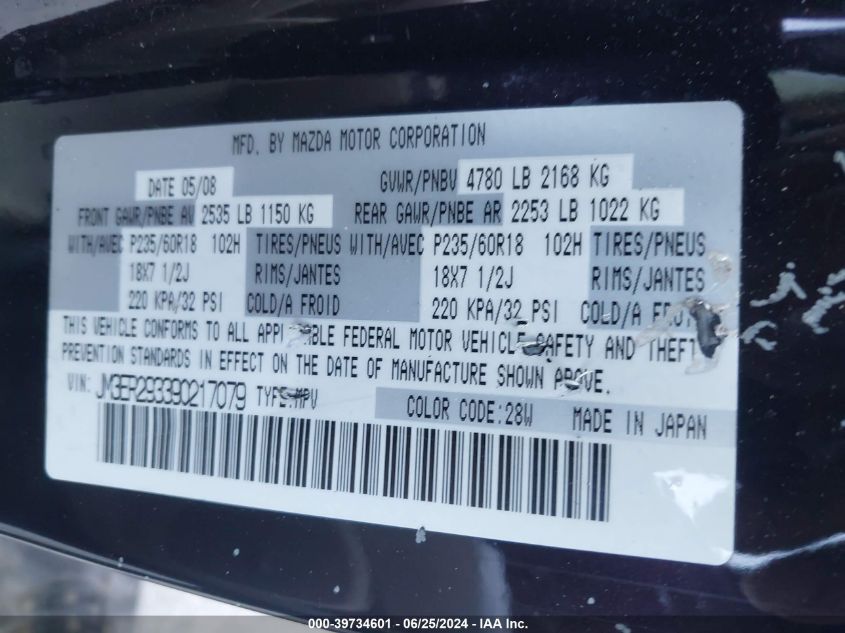 MFD. BY MAZDA MOTOR CORPORATION
DATE 05/08 GVWR/PNBV 4780 LB 2168 KG
FRONT GAWR/PNBE AV 2535 LB 1150 KG REAR GAWR/PNBE AR 2253 LB 1022 KG
WITH/AVEC P235/60R18 102H TIRES/PNEUS WITH/AVEC P235/60R18 102H TIRES/PNEUS
18X7 1/2J RIMS/JANTES 18X7 1/2J RIMS/JANTES
220 KPA/32 PSI COLD/A FROID 220 KPA/32 PSI COLD/A FROID
THIS VEHICLE CONFORMS TO ALL APPLICABLE FEDERAL MOTOR VEHICLE SAFETY AND THEFT
PREVENTION STANDARDS IN EFFECT ON THE DATE OF MANUFACTURE SHOWN ABOVE.
VIN: JM3ER293390217079 TYPE:MPV
COLOR CODE:28W MADE IN JAPAN
000-39734601 - 06/25/2024 - IAA Inc.